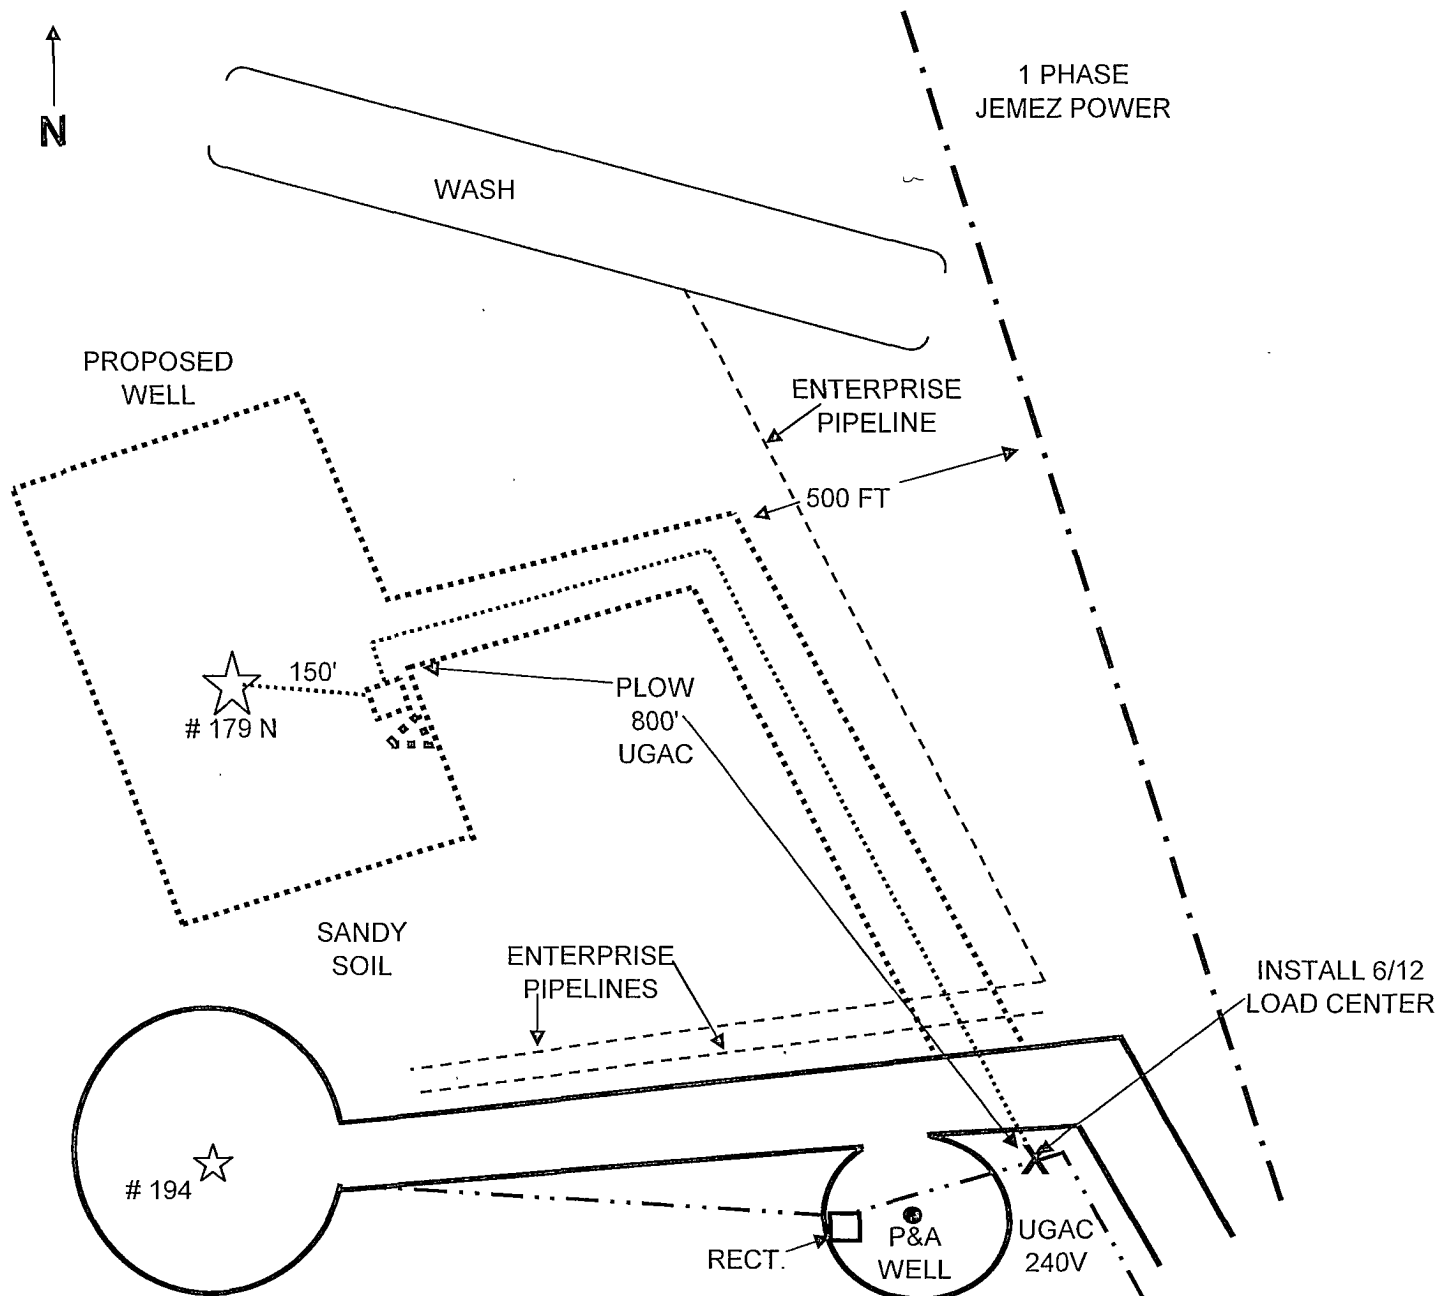 1 PHASE
JEMEZ POWER
N
WASH
PROPOSED
WELL
ENTERPRISE
PIPELINE
500 FT
150'
# 179 N
PLOW
800'
UGAC
SANDY
SOIL
ENTERPRISE
PIPELINES
INSTALL 6/12
LOAD CENTER
# 194
RECT.
P&A
WELL
UGAC
240V